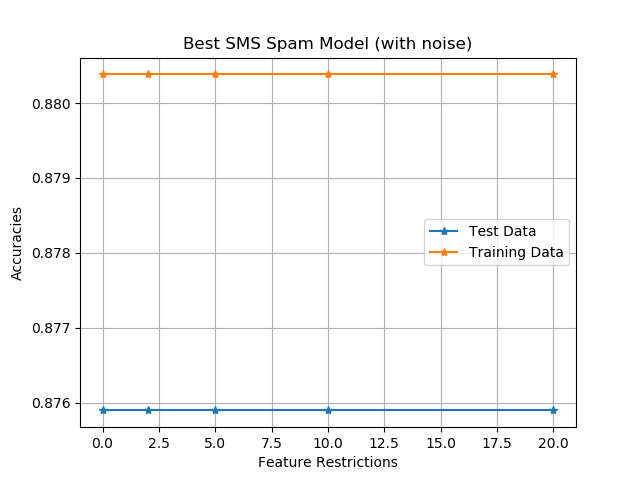 Best SMS Spam Model (with noise)
0.880
0.879
0.878
0.877
0.876
Accuracies
Test Data
Training Data
0.0 2.5 5.0 7.5 10.0 12.5 15.0 17.5 20.0
Feature Restrictions